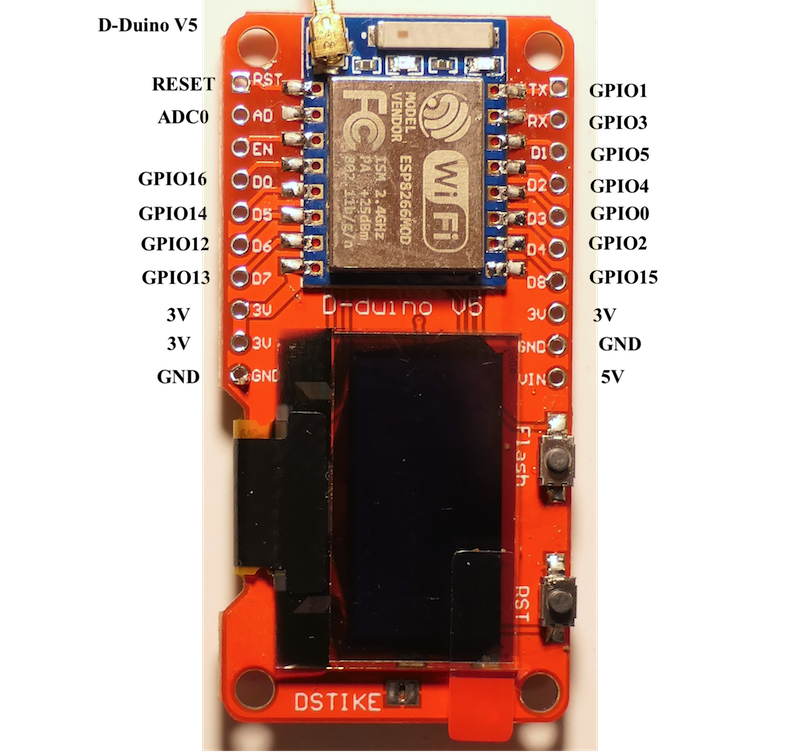 D-Duino V5
RESET
ADC0
GPIO16
GPIO14
GPIO12
GPIO13
3V
3V
GND
RST
AD
EN
D0
D5
D6
D7
3V
3V
GND
MODEL
VENDOR
ESP8266MOD
FC
ISM 2.4GHz
PA +25dBm
802.11b/g/n
WiFi
TX
RX
D1
D2
D3
D4
D8
3V
GND
VIN
GPIO1
GPIO3
GPIO5
GPIO4
GPIO0
GPIO2
GPIO15
3V
GND
5V
D-duino V5
Flash
RST
DSTIKE